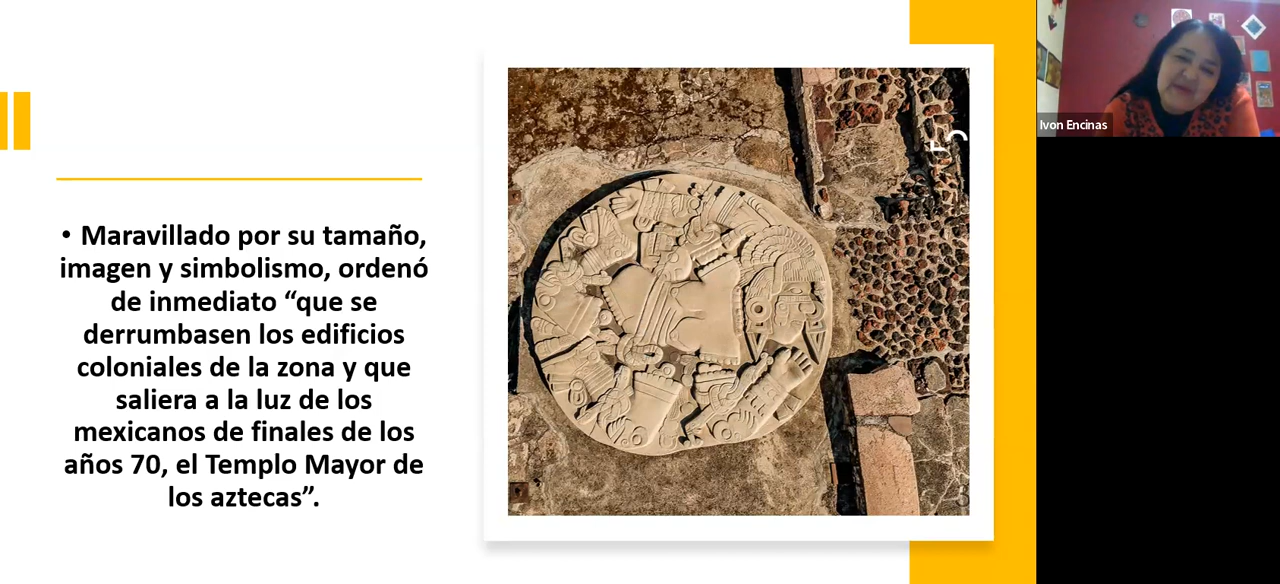 • Maravillado por su tamaño,
imagen y simbolismo, ordenó
de inmediato “que se
derrumbasen los edificios
coloniales de la zona y que
saliera a la luz de los
mexicanos de finales de los
años 70, el Templo Mayor de
los aztecas”.
Ivon Encinas